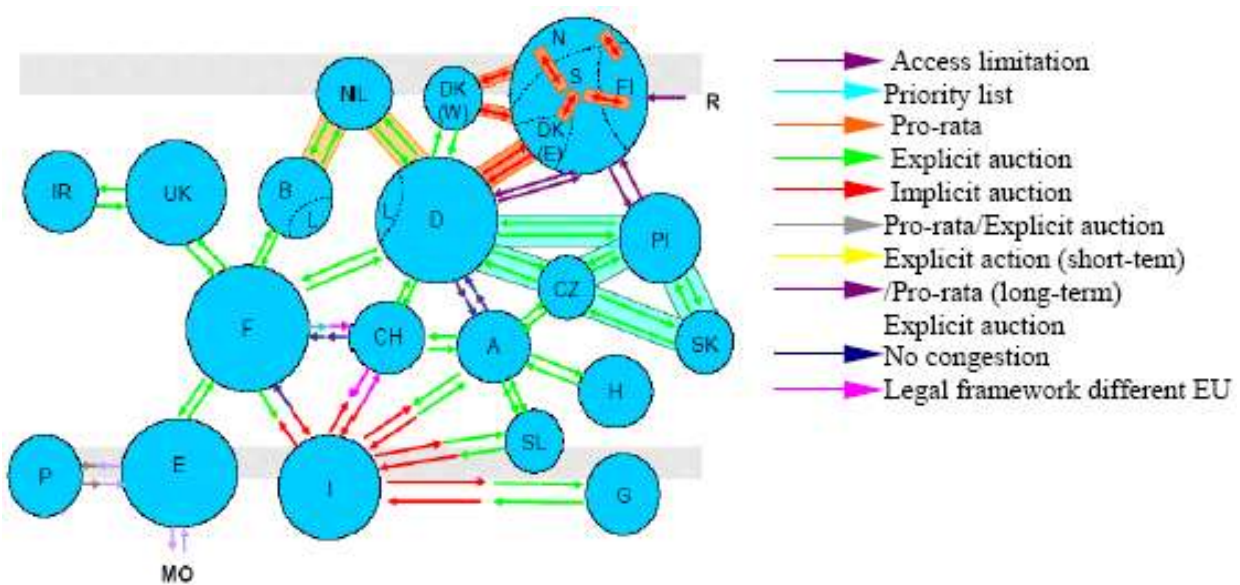 N
S
FI
NL
DK
(W)
DK
(E)
R
IR
UK
B
L
L
D
PI
CZ
F
CH
A
SK
H
SL
P
E
I
G
MO
Access limitation
Priority list
Pro-rata
Explicit auction
Implicit auction
Pro-rata/Explicit auction
Explicit action (short-tem)
/Pro-rata (long-term)
Explicit auction
No congestion
Legal framework different EU